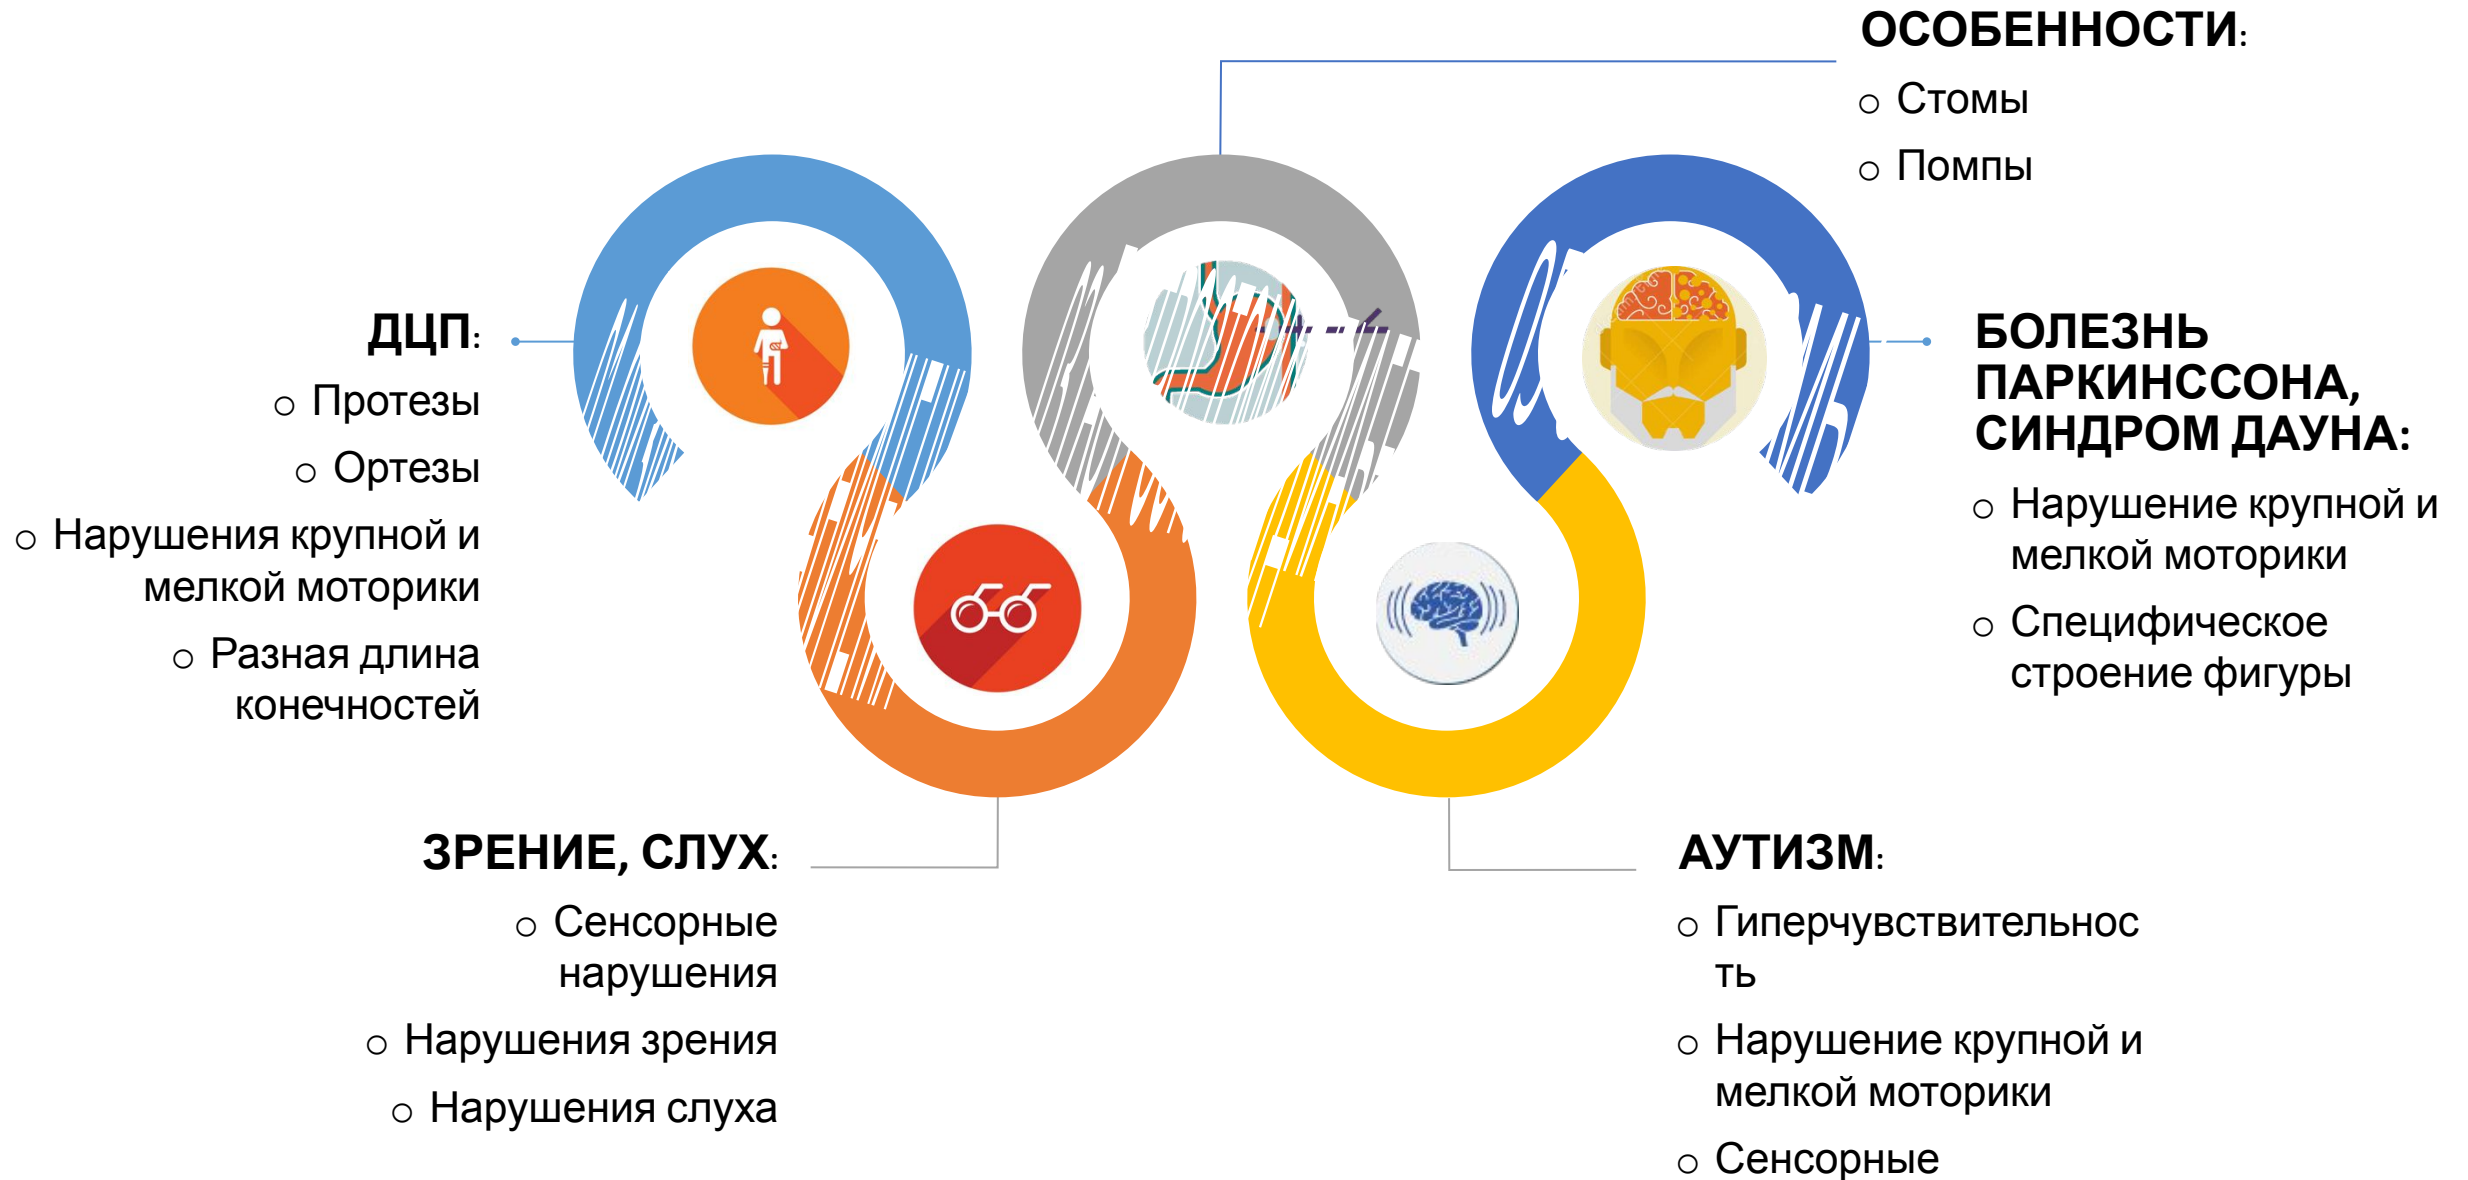 ОСОБЕННОСТИ:
o Стомы
o Помпы
ДЦП:
o Протезы
o Ортезы
o Нарушения крупной и
мелкой моторики
o Разная длина
конечностей
БОЛЕЗНЬ
ПАРКИНССОНА,
СИНДРОМ ДАУНА:
o Нарушение крупной и
мелкой моторики
o Специфическое
строение фигуры
ЗРЕНИЕ, СЛУХ:
o Сенсорные
нарушения
o Нарушения зрения
o Нарушения слуха
АУТИЗМ:
o Гиперчувствительнос
ть
o Нарушение крупной и
мелкой моторики
o Сенсорные